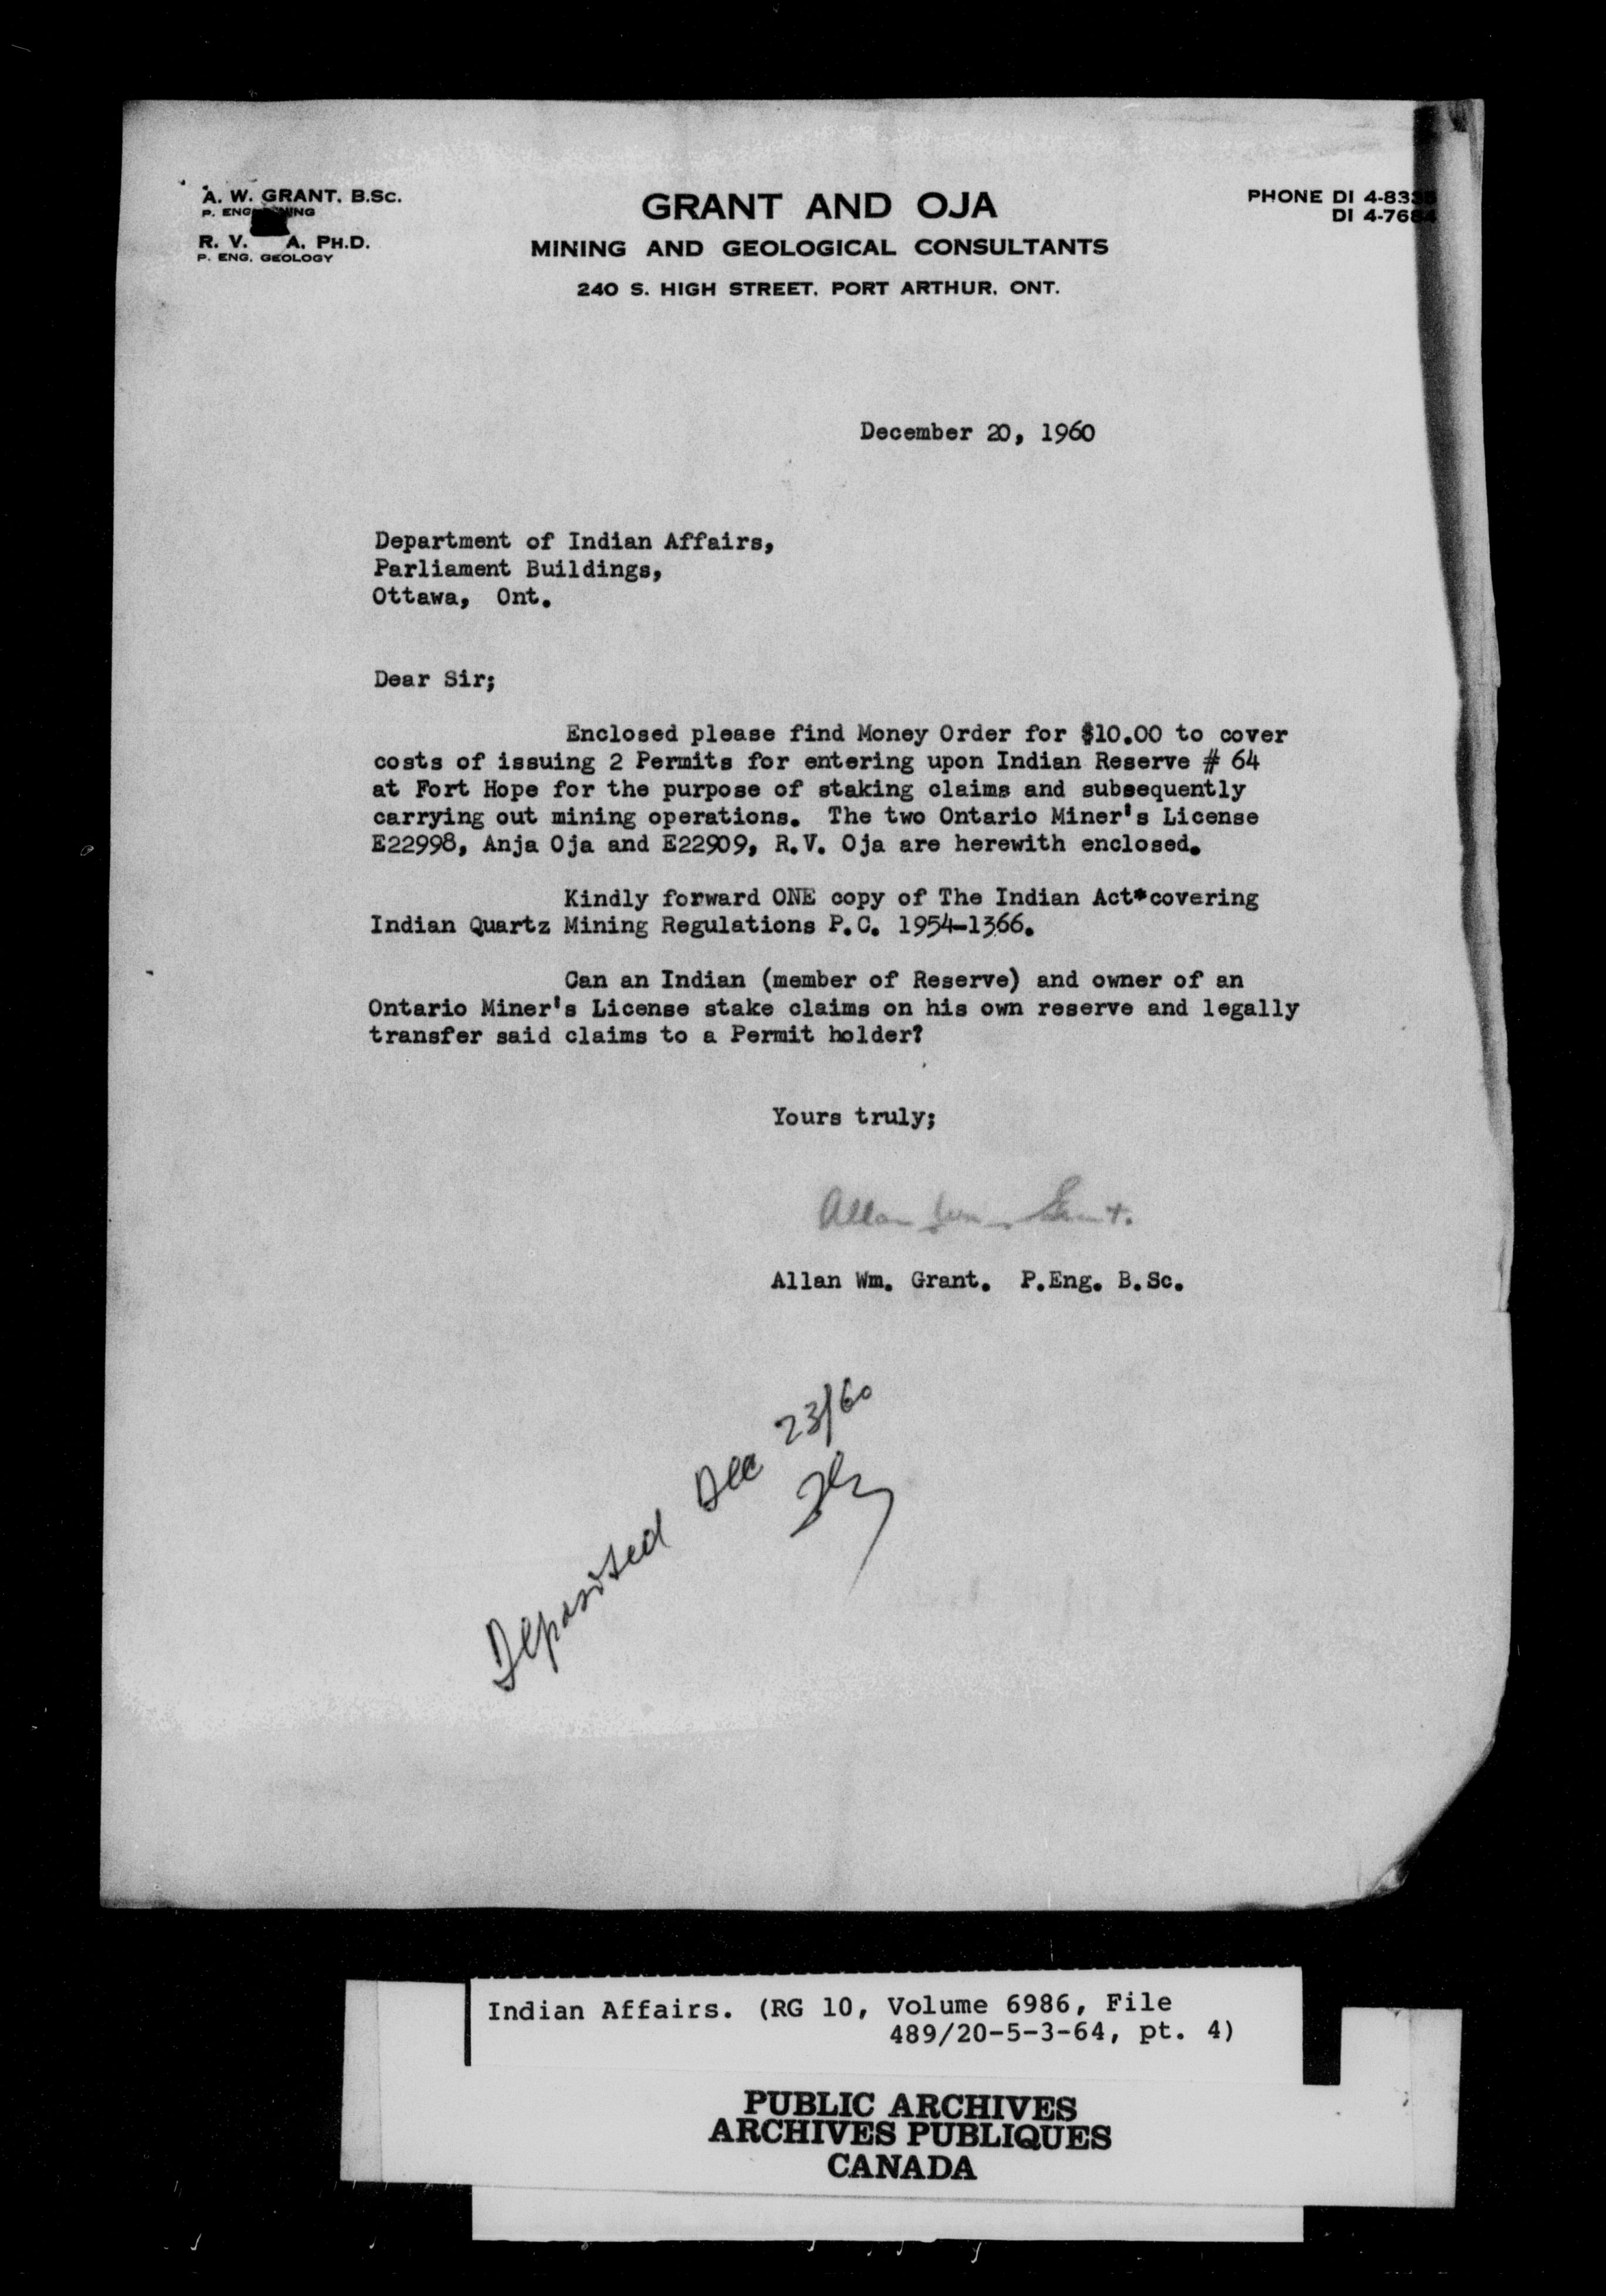 A. W. GRANT, B.SC.
P. ENG. MINING
R. V. A. PH.D.
P. ENG. GEOLOGY
GRANT AND OJA
MINING AND GEOLOGICAL CONSULTANTS
240 S. HIGH STREET, PORT ARTHUR, ONT.
PHONE DI
DI
December 20, 1960
Department of Indian Affairs,
Parliament Buildings,
Ottawa, Ont.
Dear Sir;
Enclosed please find Money Order for $10.00 to cover
costs of issuing 2 Permits for entering upon Indian Reserve # 64
at Fort Hope for the purpose of staking claims and subsequently
carrying out mining operations. The two Ontario Miner's License
E22998, Anja Oja and E22909, R.V. Oja are herewith enclosed.
Kindly forward ONE copy of The Indian Act*covering
Indian Quartz Mining Regulations P.C. 1954-1366.
Can an Indian (member of Reserve) and owner of an
Ontario Miner's License stake claims on his own reserve and legally
transfer said claims to a Permit holder?
Yours truly;
Allan Wm Grant.
Allan Wm. Grant. P.Eng. B.Sc.
Deposited Dec 23/60
Indian Affairs. (RG 10, Volume 6986, File
489/20-5-3-64, pt. 4)
PUBLIC ARCHIVES
ARCHIVES PUBLIQUES
CANADA